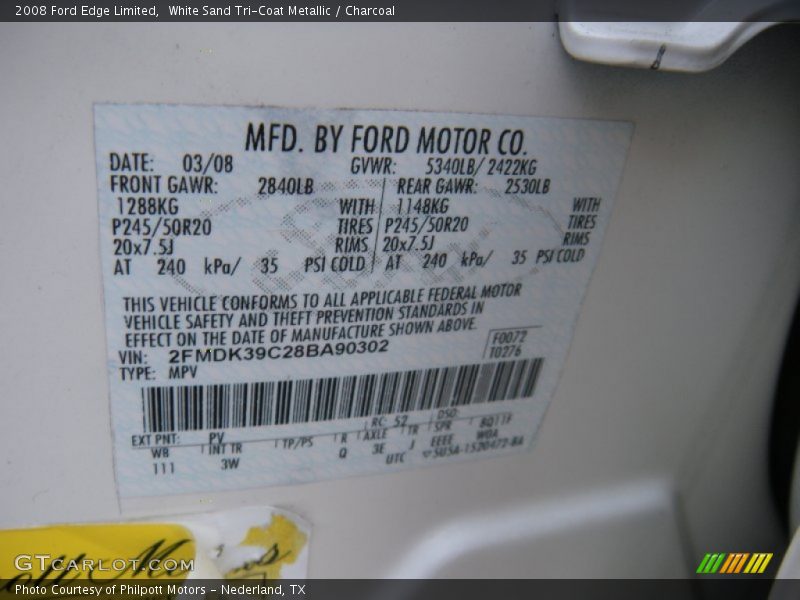 2008 Ford Edge Limited,  White Sand Tri-Coat Metallic / Charcoal
MFD. BY FORD MOTOR CO.
DATE: 03/08 GVWR: 5340LB/ 2422KG
FRONT GAWR: 2840LB REAR GAWR: 2530LB
1288KG WITH 1148KG WITH
P245/50R20 TIRES P245/50R20 TIRES
20x7.5J RIMS 20x7.5J RIMS
AT 240 kPa/ 35 PSI COLD AT 240 kPa/ 35 PSI COLD
THIS VEHICLE CONFORMS TO ALL APPLICABLE FEDERAL MOTOR
VEHICLE SAFETY AND THEFT PREVENTION STANDARDS IN
EFFECT ON THE DATE OF MANUFACTURE SHOWN ABOVE.
VIN: 2FMDK39C28BA90302 F0072
TYPE: MPV T0276
EXT PNT: PV RC: 52 DSO:
WB INT TR TP/PS R AXLE TR SPR
111 3W Q 3E J EEEE
UTC
GTcarlot.com
Photo Courtesy of Philpott Motors - Nederland, TX